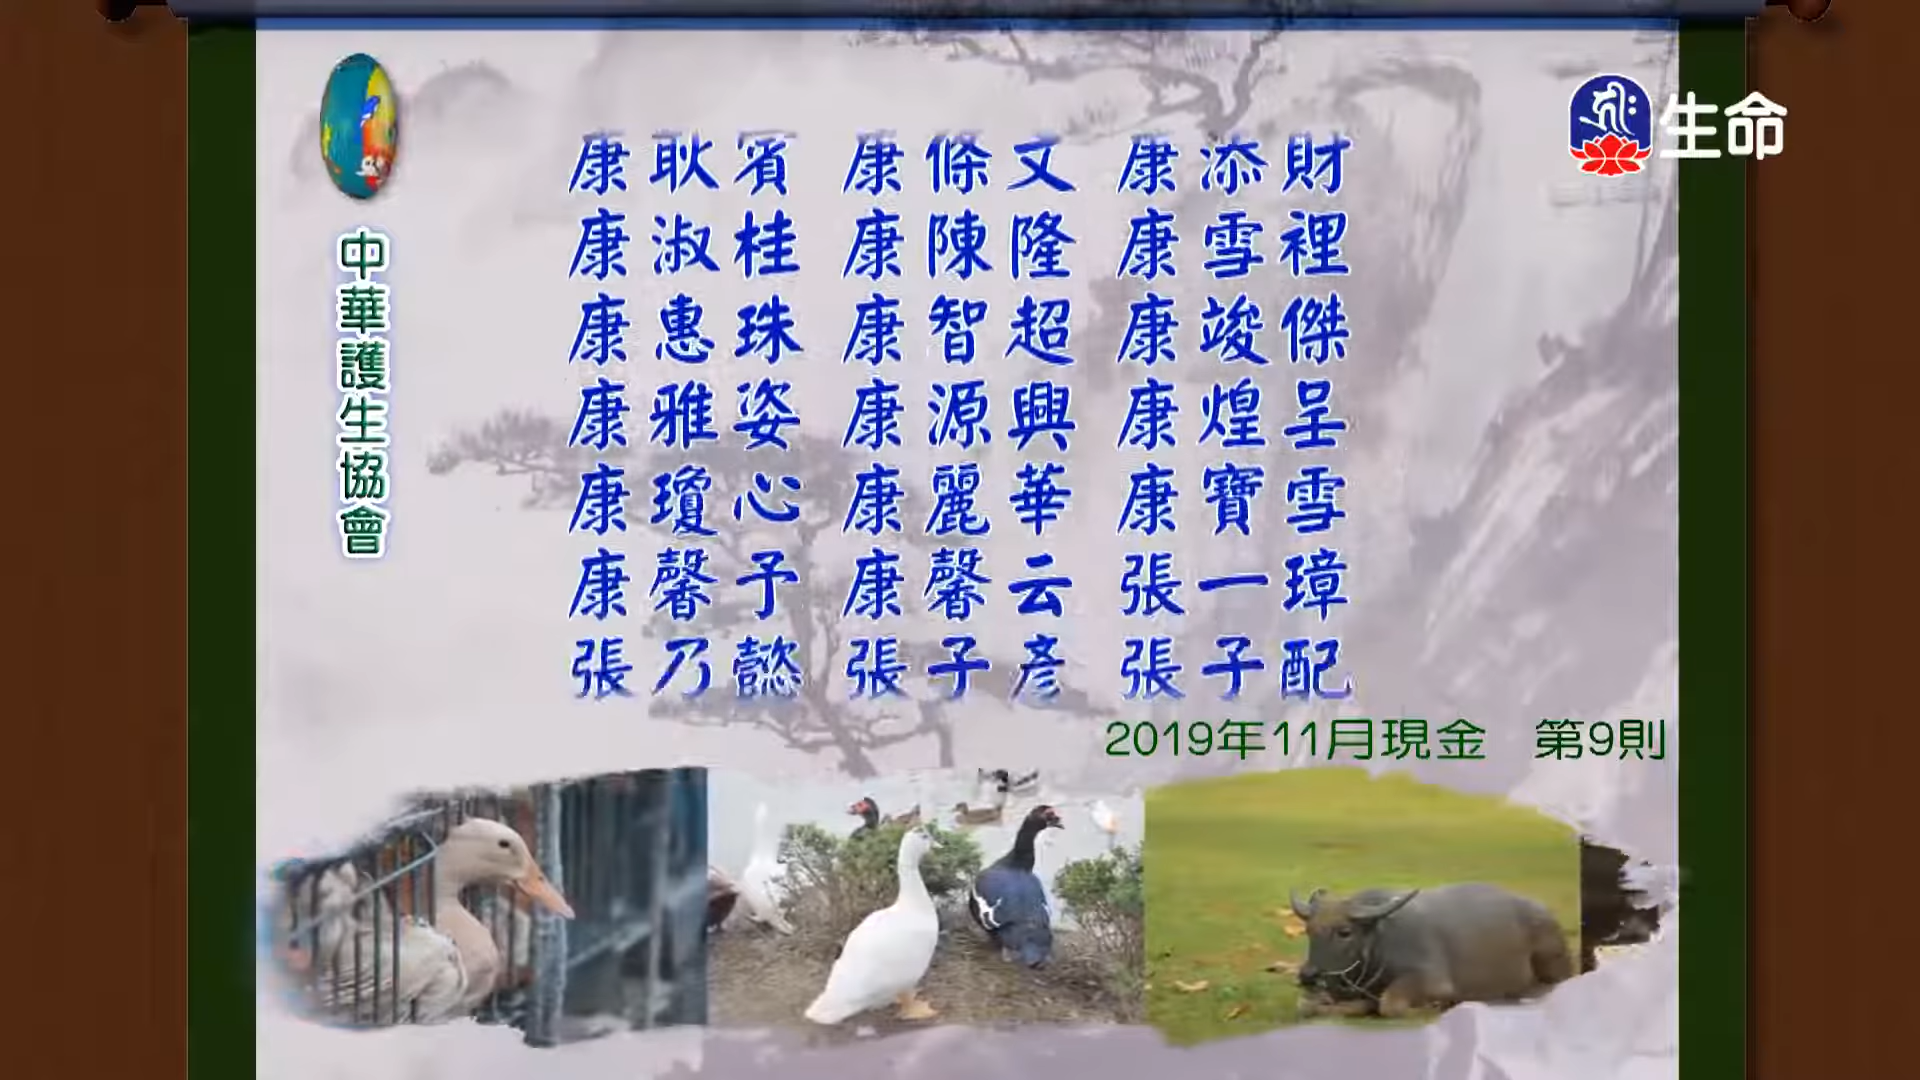 生命
中華護生協會
康耿賓 康條文 康添財
康淑桂 康陳隆 康雪裡
康惠珠 康智超 康竣傑
康雅姿 康源興 康煌呈
康瓊心 康麗華 康寶雪
康馨予 康馨云 張一璋
張乃懿 張子彥 張子配
2019年11月現金 第9則